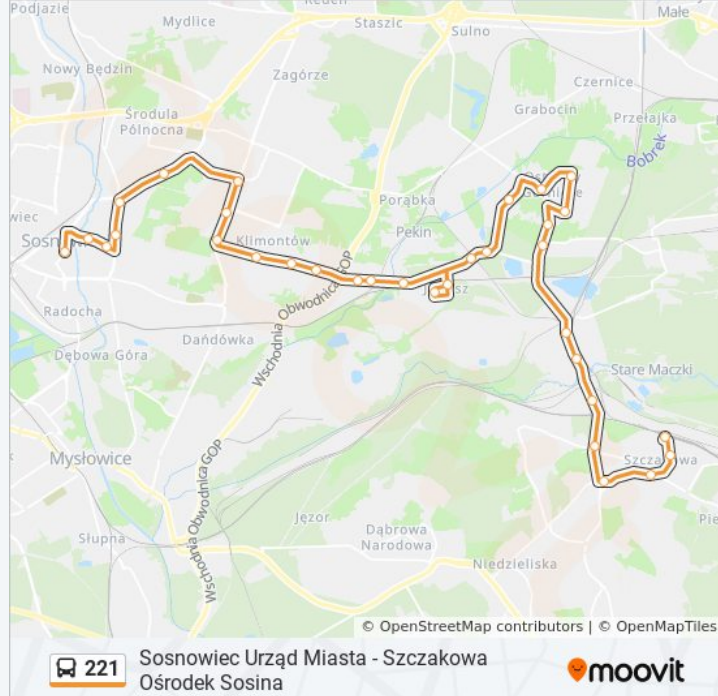 Podjazie
Reden
Małe
Mydlice
Staszic
Sulno
Nowy Będzin
Zagórze
Czernice
Grabocin
Środula
Północna
Przełajka
Bobrek
Porąbka
Pekin
Klimontów
Radocha
Dańdówka
Wschodnia Obwodnica GOP
Dębowa Góra
Stare Maczki
Mysłowice
Wschodnia Obwodnica GOP
Jęzor
Słupna
Dąbrowa
Narodowa
Niedzieliska
© OpenStreetMap contributors | © OpenMapTiles
221
Sosnowiec Urząd Miasta - Szczakowa
Ośrodek Sosina
moovit